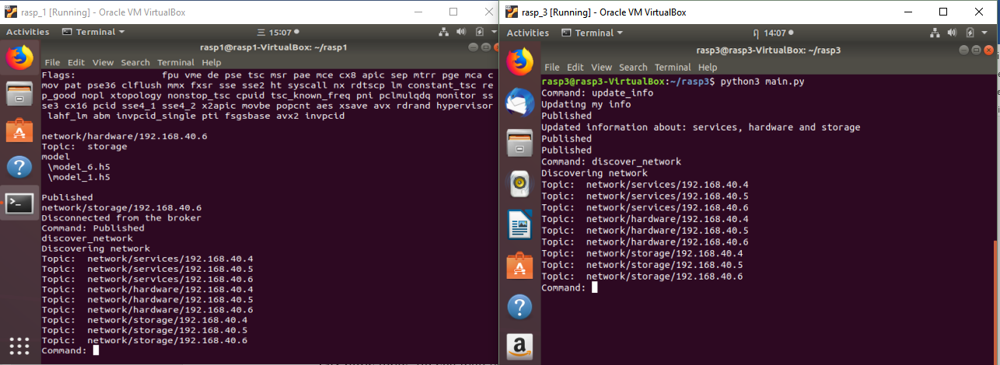 rasp_1 [Running] - Oracle VM VirtualBox
Activities Terminal 三 15:07
rasp1@rasp1-VirtualBox: ~/rasp1
File Edit View Search Terminal Help
Flags: fpu vme de pse tsc msr pae mce cx8 apic sep mtrr pge mca c
mov pat pse36 clflush mmx fxsr sse sse2 ht syscall nx rdtscp lm constant_tsc re
p_good nopl xtopology nonstop_tsc cpuid tsc_known_freq pni pclmulqdq monitor ss
se3 cx16 pcid sse4_1 sse4_2 x2apic movbe popcnt aes xsave avx rdrand hypervisor
lahf_lm abm invpcid_single pti fsgsbase avx2 invpcid
network/hardware/192.168.40.6
Topic: storage
model
\model_6.h5
\model_1.h5
Published
network/storage/192.168.40.6
Disconnected from the broker
Command: Published
discover_network
Discovering network
Topic: network/services/192.168.40.4
Topic: network/services/192.168.40.5
Topic: network/services/192.168.40.6
Topic: network/hardware/192.168.40.4
Topic: network/hardware/192.168.40.5
Topic: network/hardware/192.168.40.6
Topic: network/storage/192.168.40.4
Topic: network/storage/192.168.40.5
Topic: network/storage/192.168.40.6
Command:
rasp_3 [Running] - Oracle VM VirtualBox
Activities Terminal 14:07
rasp3@rasp3-VirtualBox: ~/rasp3
File Edit View Search Terminal Help
rasp3@rasp3-VirtualBox:~/rasp3$ python3 main.py
Command: update_info
Updating my info
Published
Updated information about: services, hardware and storage
Published
Published
Command: discover_network
Discovering network
Topic: network/services/192.168.40.4
Topic: network/services/192.168.40.5
Topic: network/services/192.168.40.6
Topic: network/hardware/192.168.40.4
Topic: network/hardware/192.168.40.5
Topic: network/hardware/192.168.40.6
Topic: network/storage/192.168.40.4
Topic: network/storage/192.168.40.5
Topic: network/storage/192.168.40.6
Command: